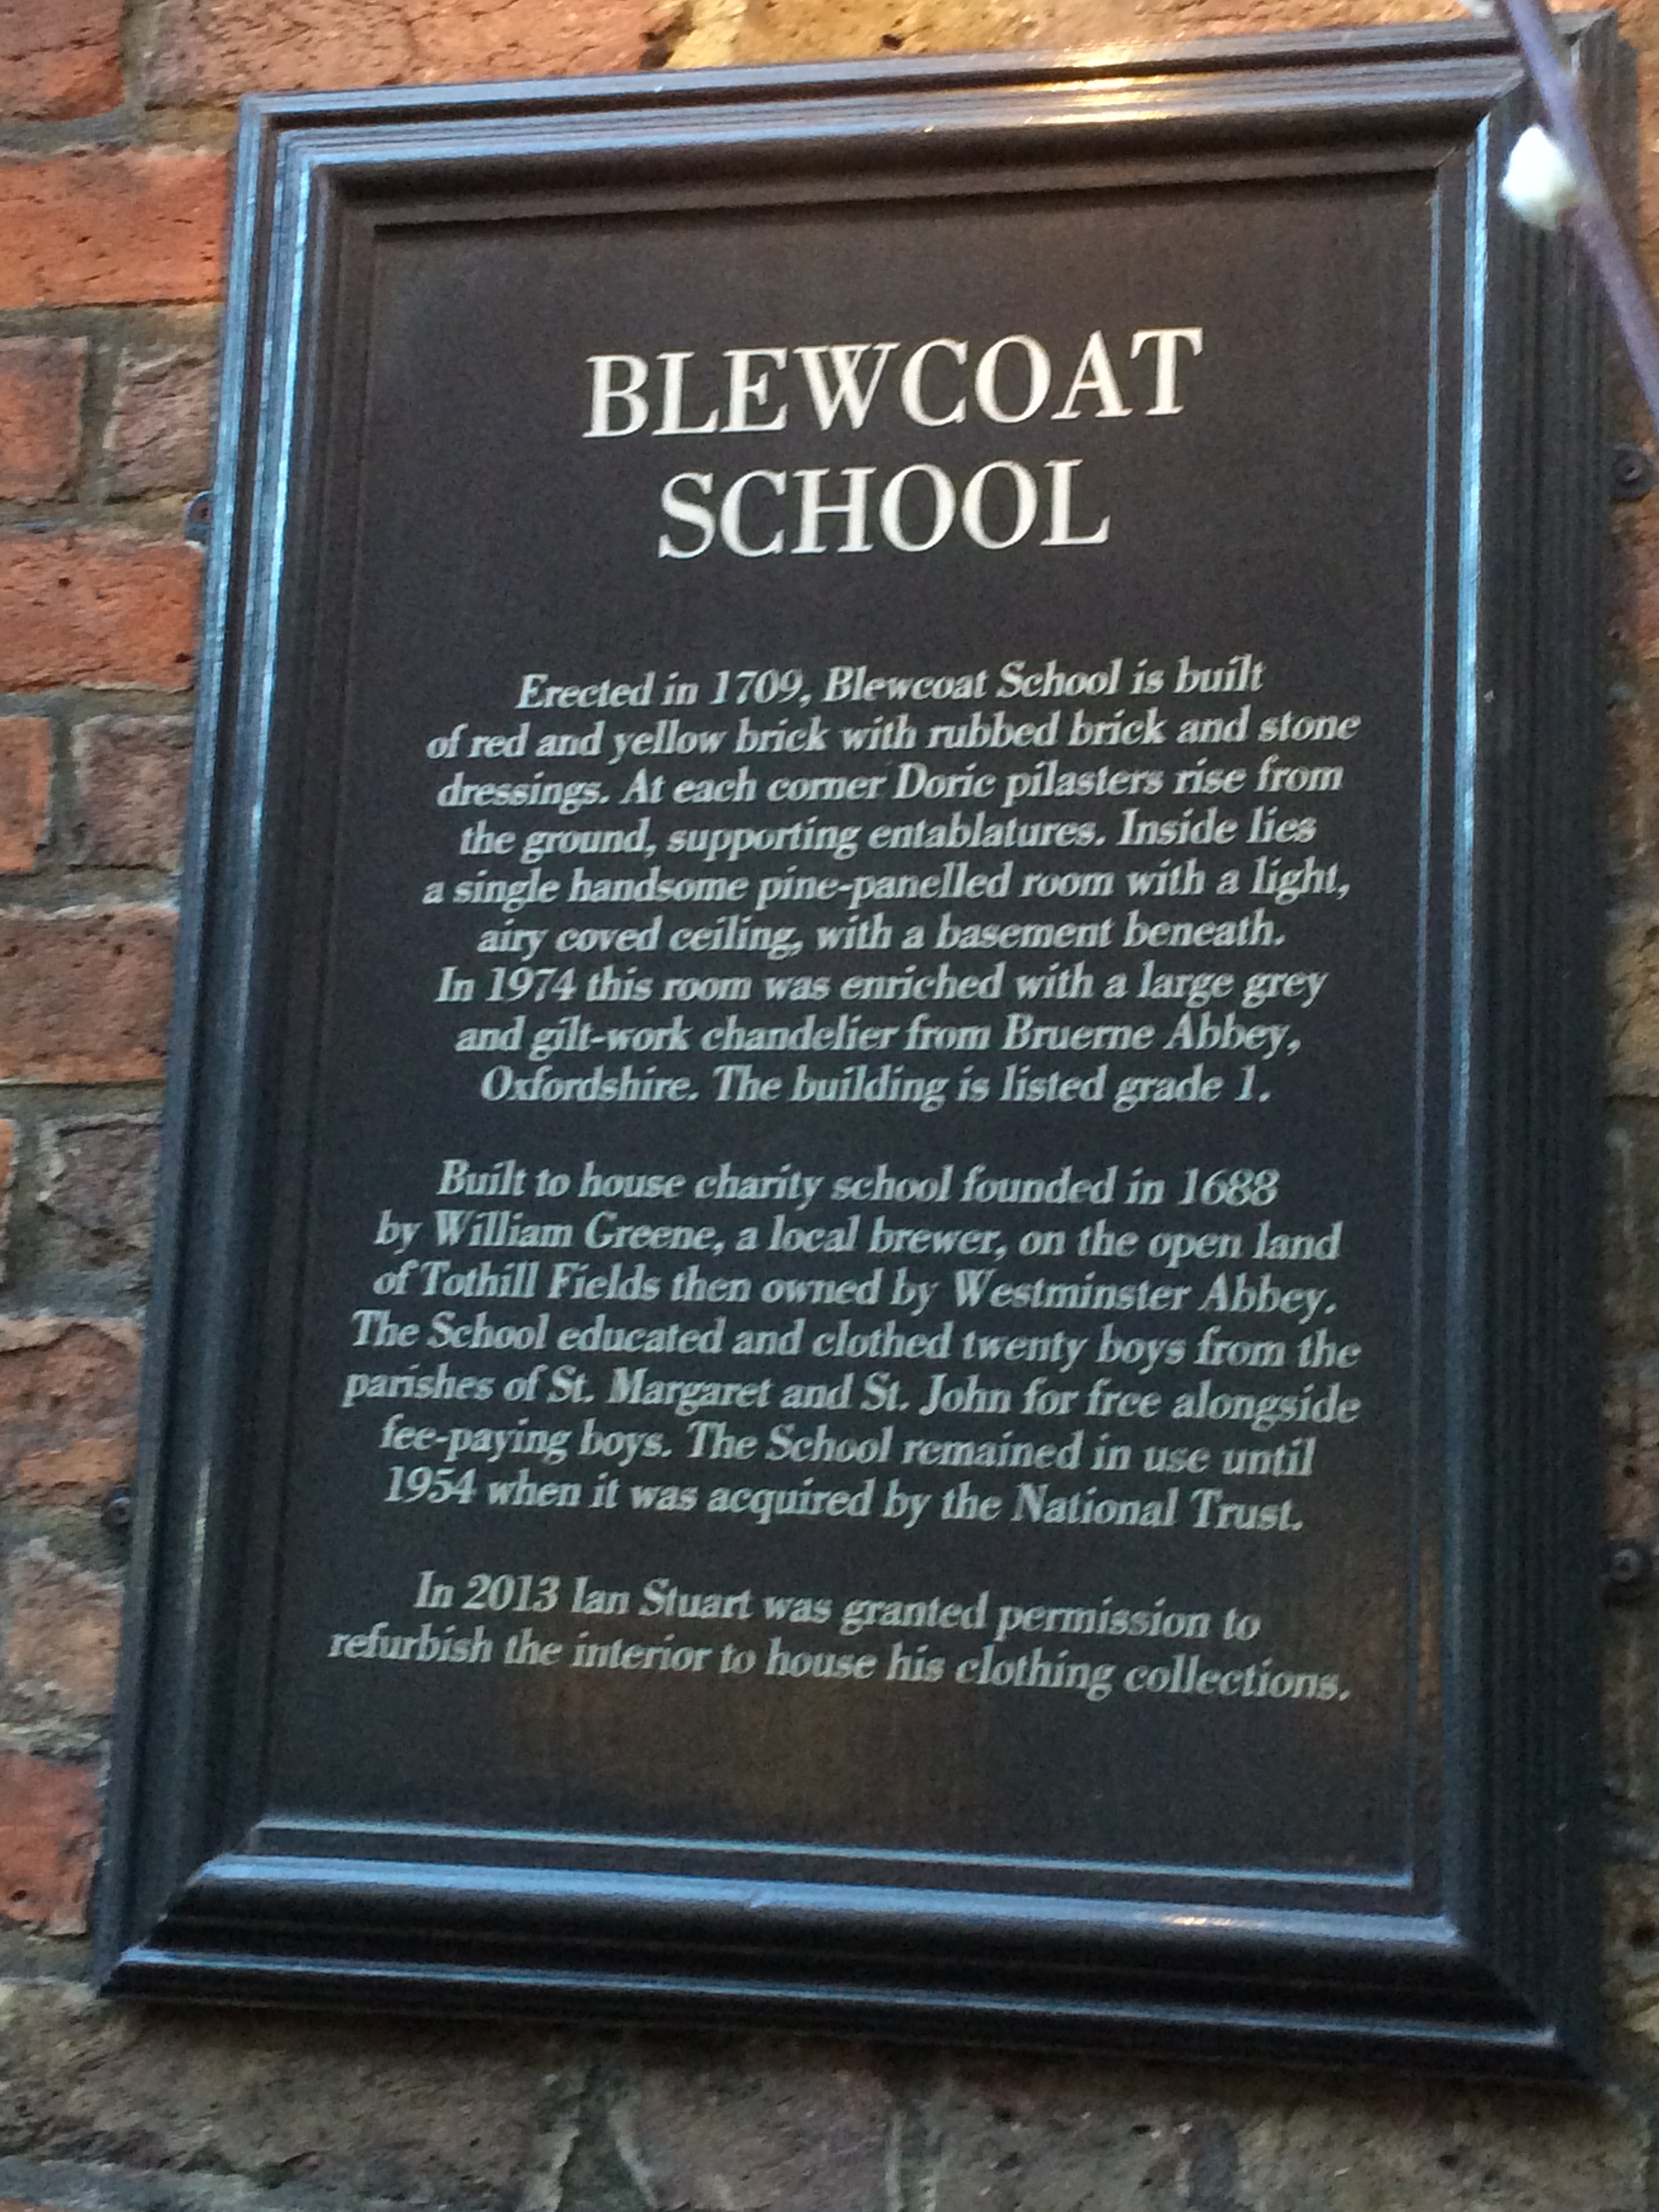 BLEWCOAT
SCHOOL
Erected in 1709, Blewcoat School is built
of red and yellow brick with rubbed brick and stone
dressings. At each corner Doric pilasters rise from
the ground, supporting entablatures. Inside lies
a single handsome pine-panelled room with a light,
airy coved ceiling, with a basement beneath.
In 1974 this room was enriched with a large grey
and gilt-work chandelier from Bruerne Abbey,
Oxfordshire. The building is listed grade 1.
Built to house charity school founded in 1688
by William Greene, a local brewer, on the open land
of Tothill Fields then owned by Westminster Abbey.
The School educated and clothed twenty boys from the
parishes of St. Margaret and St. John for free alongside
fee-paying boys. The School remained in use until
1954 when it was acquired by the National Trust.
In 2013 Ian Stuart was granted permission to
refurbish the interior to house his clothing collections.